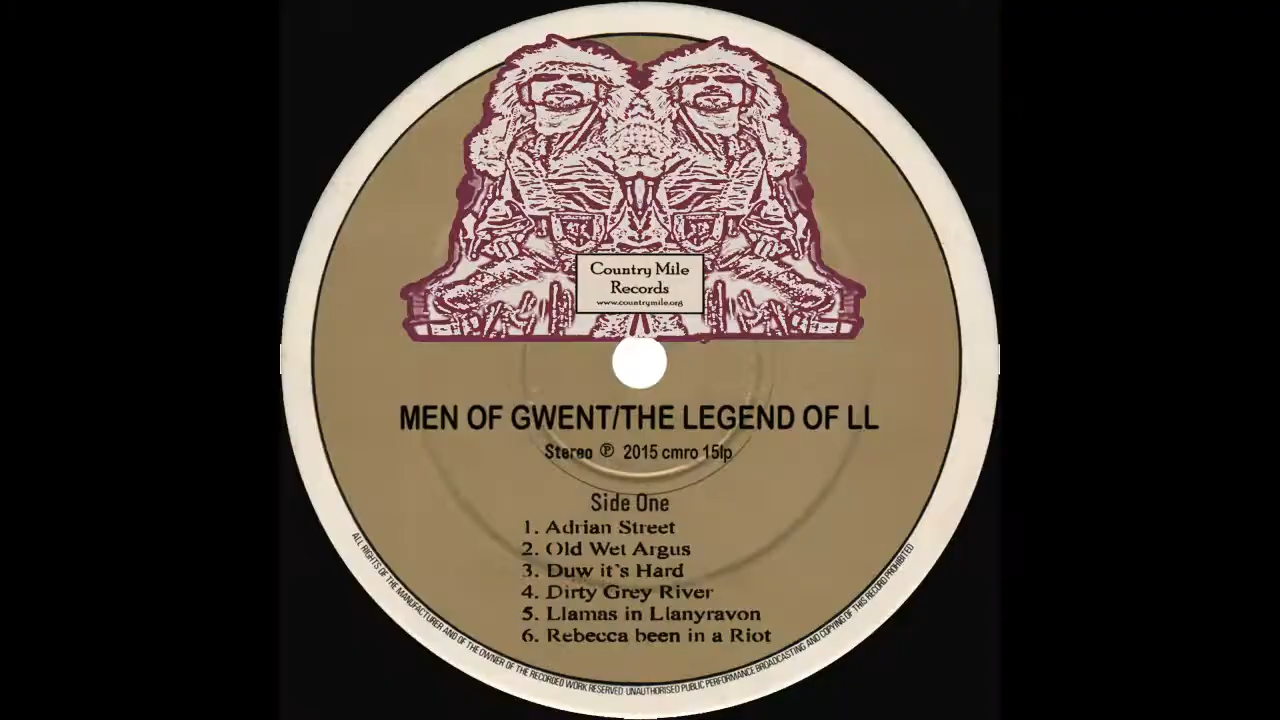 Country Mile
Records
www.countrymile.org
MEN OF GWENT/THE LEGEND OF LL
Stereo ℗ 2015 cmro 15lp
Side One
1. Adrian Street
2. Old Wet Argus
3. Duw it's Hard
4. Dirty Grey River
5. Llamas in Llanyravon
6. Rebecca been in a Riot
ALL RIGHTS OF THE MANUFACTURER AND OF THE OWNER OF THE RECORDED WORK RESERVED UNAUTHORISED PUBLIC PERFORMANCE BROADCASTING AND COPYING OF THIS RECORD PROHIBITED